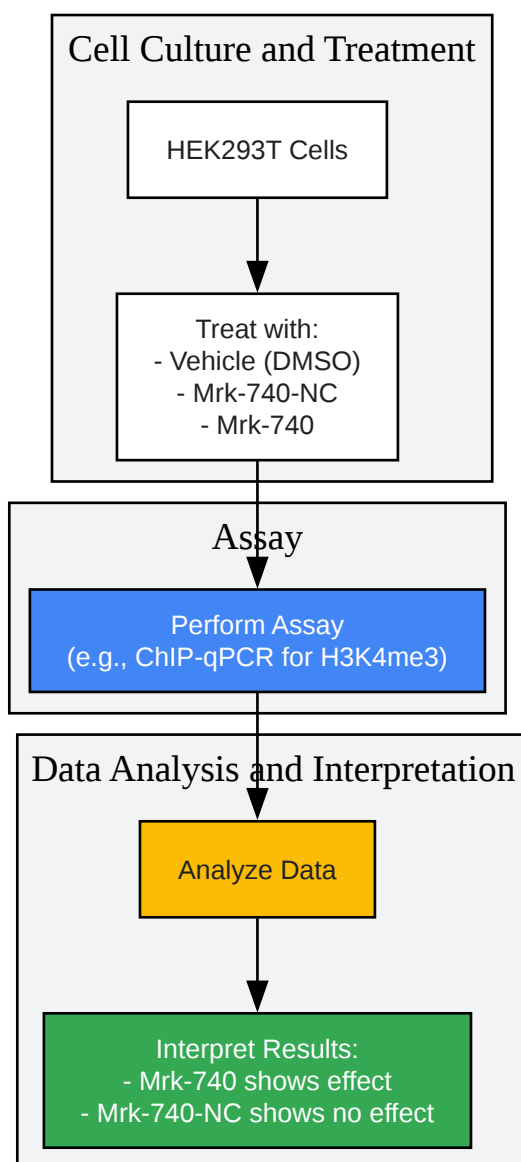 Cell Culture and Treatment
HEK293T Cells
Treat with:
- Vehicle (DMSO)
- Mrk-740-NC
- Mrk-740
Assay
Perform Assay
(e.g., ChIP-qPCR for H3K4me3)
Data Analysis and Interpretation
Analyze Data
Interpret Results:
- Mrk-740 shows effect
- Mrk-740-NC shows no effect